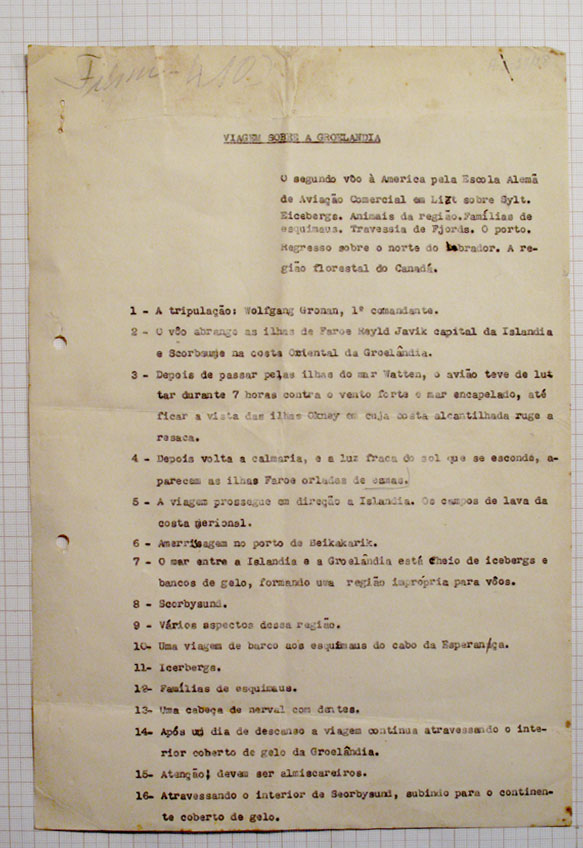 VIAGEM SOBRE A GROELANDIA
O segundo vôo à America pela Escola Alemã
de Aviação Comercial em List sobre Sylt.
Eicebergs. Animais da região.Famílias de
esquimaus. Travessia de Fjords. O porto.
Regresso sobre o norte do labrador. A re-
gião florestal do Canadá.
1 - A tripulação: Wolfgang Gronan, 1º comandante.
2 - O vôo abrange as ilhas de Faroe Rayld Javik capital da Islandia
e Scorbsunje na costa Oriental da Groelândia.
3 - Depois de passar pelas ilhas do mar Watten, o avião teve de lut
tar durante 7 horas contra o vento forte e mar encapelado, até
ficar a vista das ilhas Okney em cuja costa alcantilhada ruge a
resaca.
4 - Depois volta a calmaria, e a luz fraca do sol que se esconde, a-
parecem as ilhas Faroe orladas de
5 - A viagem prossegue em direção a Islandia. Os campos de lava da
costa merional.
6 - Amerrisagem no porto de Reikakarik.
7 - O mar entre a Islandia e a Groelândia está cheio de icebergs e
bancos de gelo, formando uma região imprópria para vôos.
8 - Scorbysund.
9 - Vários aspectos dessa região.
10- Uma viagem de barco aos esquimaus do cabo da Esperança.
11- Icerbergs.
12- Famílias de esquimaus.
13- Uma cabeça de nerval com dentes.
14- Após um dia de descanso a viagem continua atravessando o inte-
rior coberto de gelo da Groelândia.
15- Atenção! devem ser almiscareiros.
16- Atravessando o interior de Scorbysund, subindo para o continen-
te coberto de gelo.